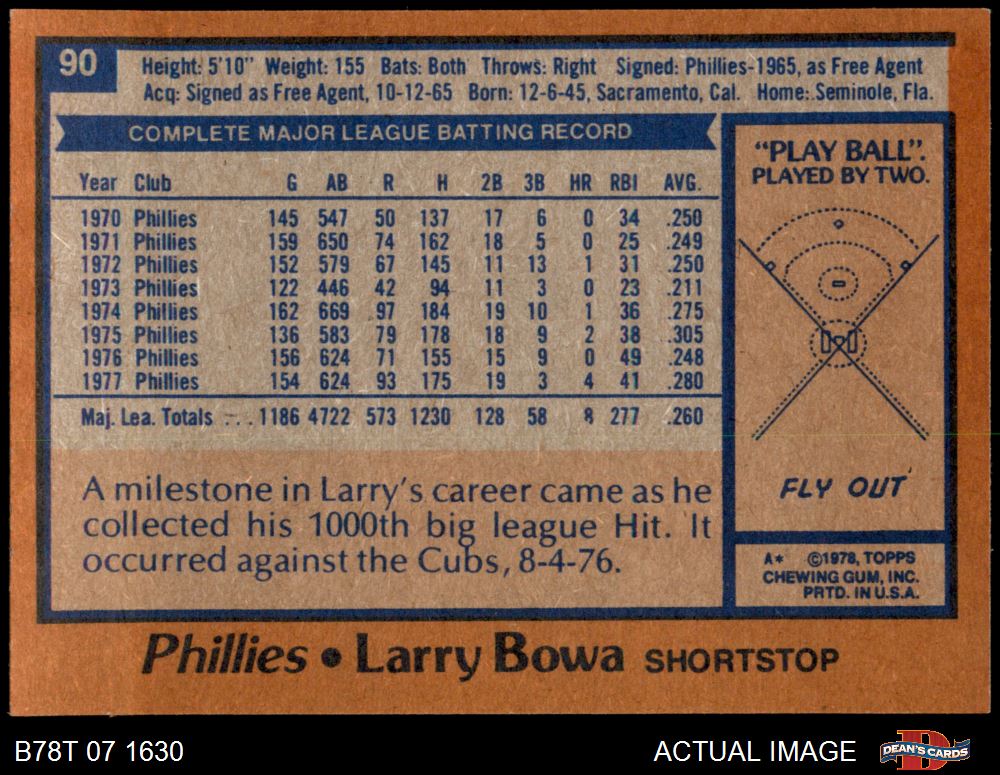 90
Height: 5'10" Weight: 155 Bats: Both Throws: Right Signed: Phillies-1965, as Free Agent
Acq: Signed as Free Agent, 10-12-65 Born: 12-6-45, Sacramento, Cal. Home: Seminole, Fla.
COMPLETE MAJOR LEAGUE BATTING RECORD
Year Club G AB R H 2B 3B HR RBI AVG.
1970 Phillies 145 547 50 137 17 6 0 34 .250
1971 Phillies 159 650 74 162 18 5 0 25 .249
1972 Phillies 152 579 67 145 11 13 1 31 .250
1973 Phillies 122 446 42 94 11 3 0 23 .211
1974 Phillies 162 669 97 184 19 10 1 36 .275
1975 Phillies 136 583 79 178 18 9 2 38 .305
1976 Phillies 156 624 71 155 15 9 0 49 .248
1977 Phillies 154 624 93 175 19 3 4 41 .280
Maj. Lea. Totals ... 1186 4722 573 1230 128 58 8 277 .260
A milestone in Larry's career came as he
collected his 1000th big league Hit. It
occurred against the Cubs, 8-4-76.
"PLAY BALL".
PLAYED BY TWO.
FLY OUT
A* ©1978, TOPPS
CHEWING GUM, INC.
PRTD. IN U.S.A.
Phillies • Larry Bowa SHORTSTOP
B78T 07 1630
ACTUAL IMAGE
D
DEAN'S CARDS